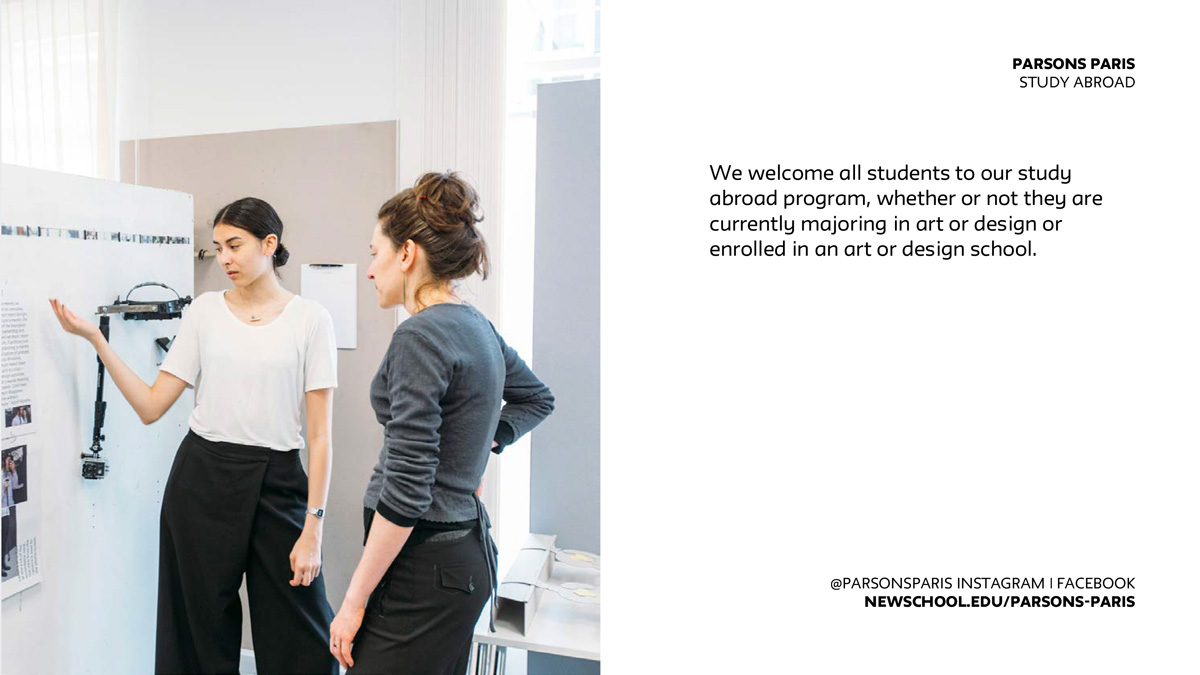 PARSONS PARIS
STUDY ABROAD
We welcome all students to our study
abroad program, whether or not they are
currently majoring in art or design or
enrolled in an art or design school.
@PARSONSPARIS INSTAGRAM | FACEBOOK
NEWSCHOOL.EDU/PARSONS-PARIS